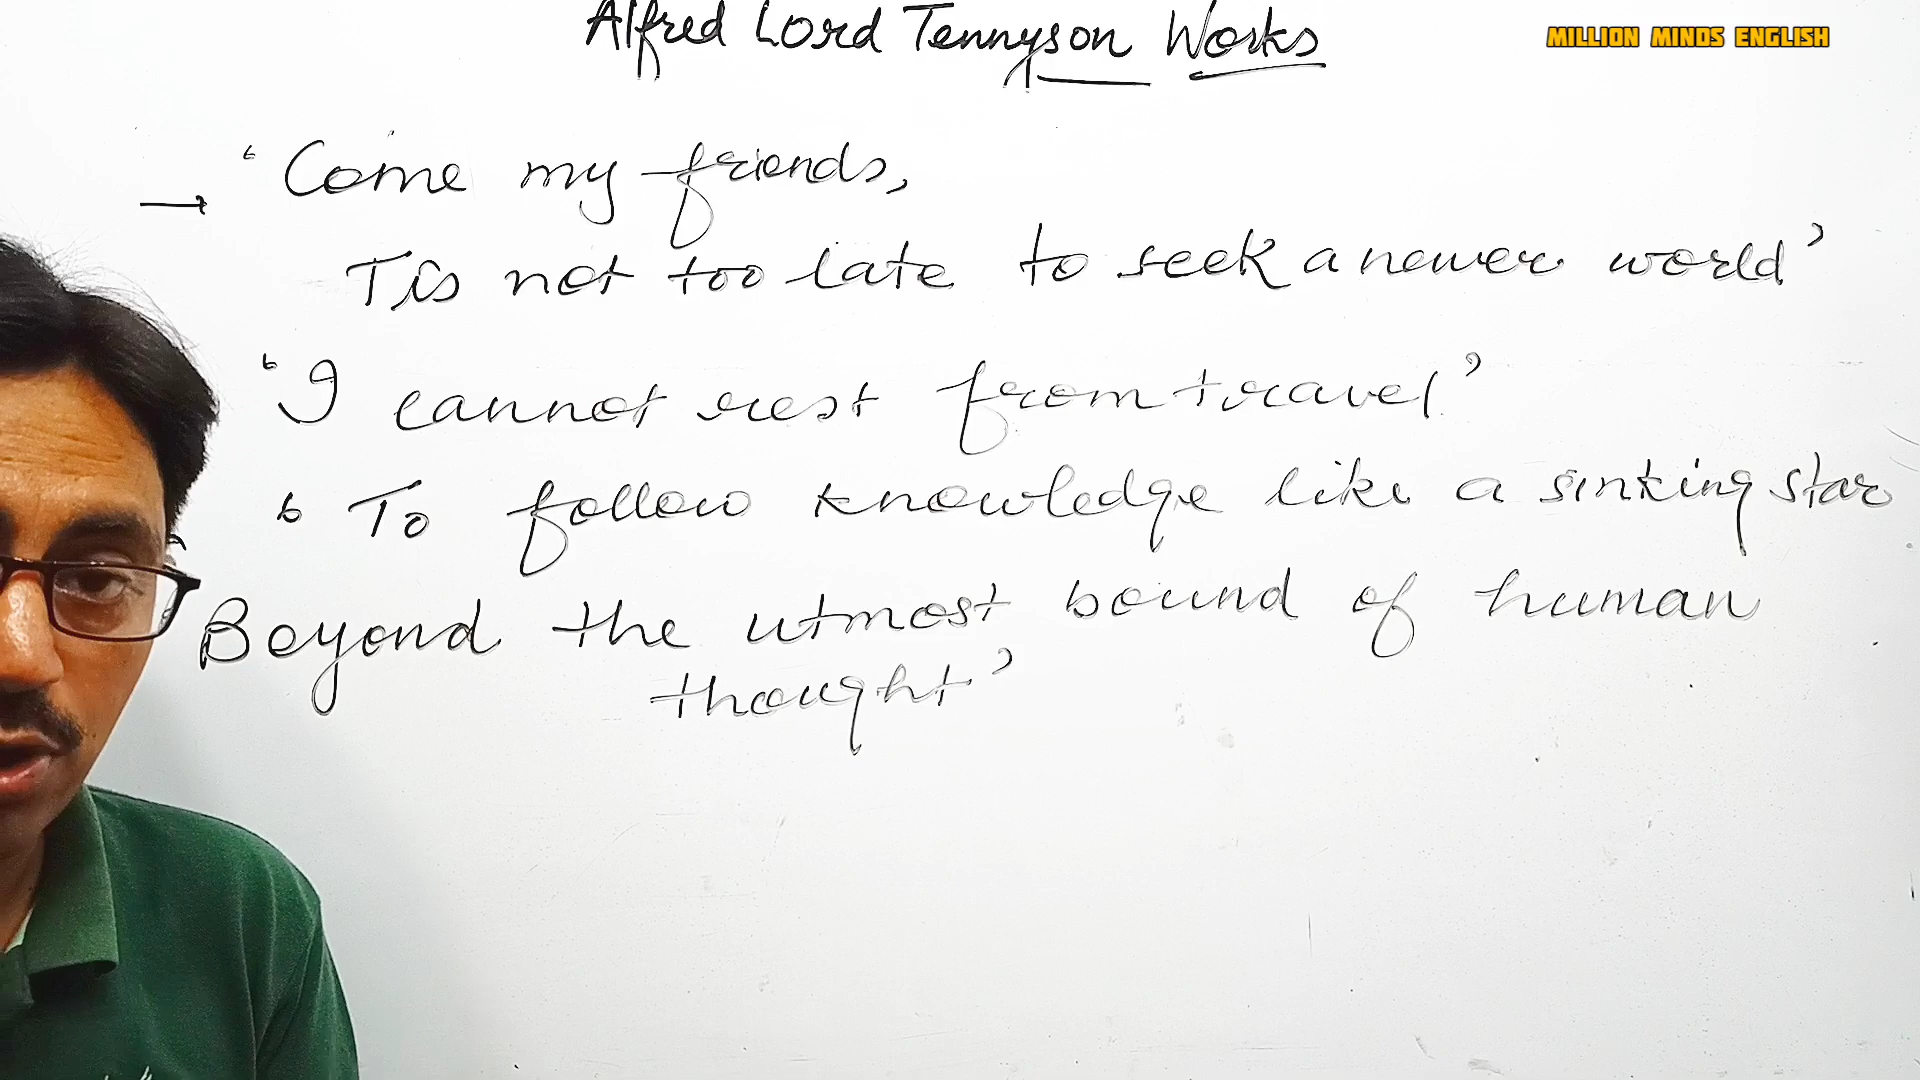 Alfred Lord Tennyson Works
MILLION MINDS ENGLISH
→ ‘Come my friends,
Tis not too late to seek a newer world’
‘I cannot rest from travel’
‘To follow knowledge like a sinking star
Beyond the utmost bound of human
thought’